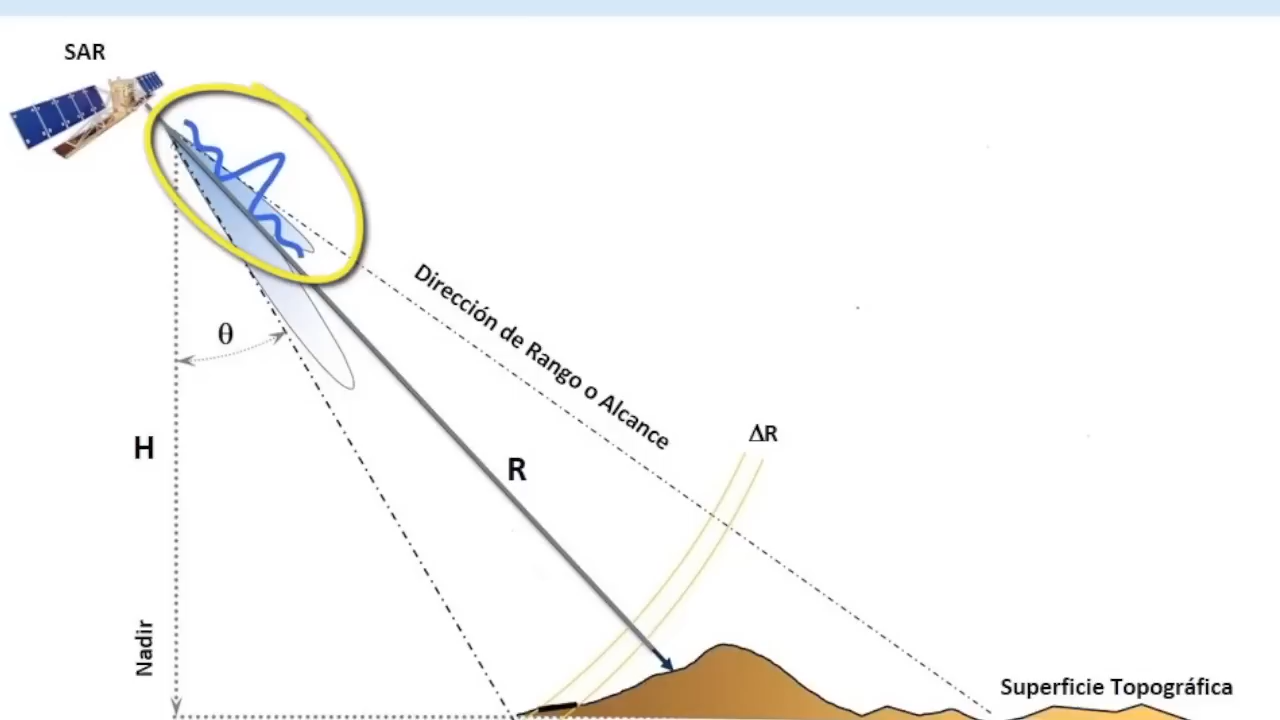 SAR
Dirección de Rango o Alcance
θ
ΔR
H
R
Nadir
Superficie Topográfica